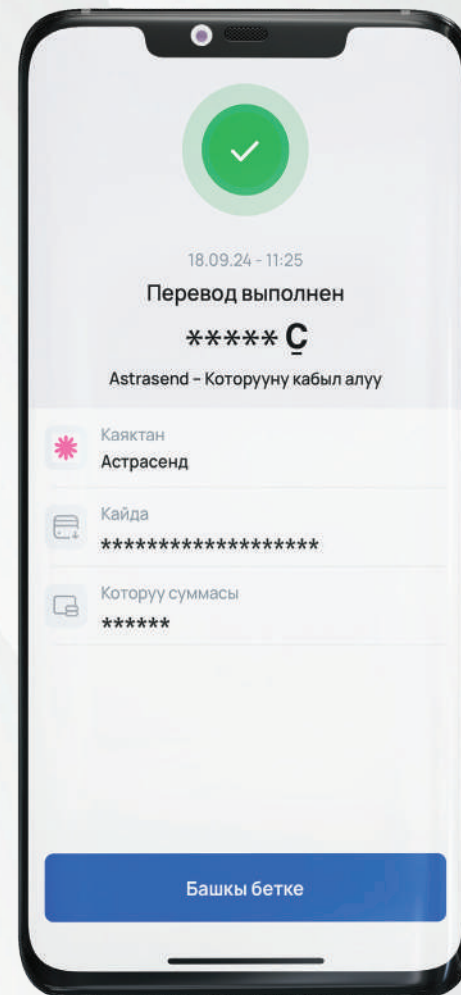 18.09.24 - 11:25
Перевод выполнен
***** С̲
Astrasend – Которууну кабыл алуу
Каяктан
Астрасенд
Кайда
*******************
Которуу суммасы
******
Башкы бетке